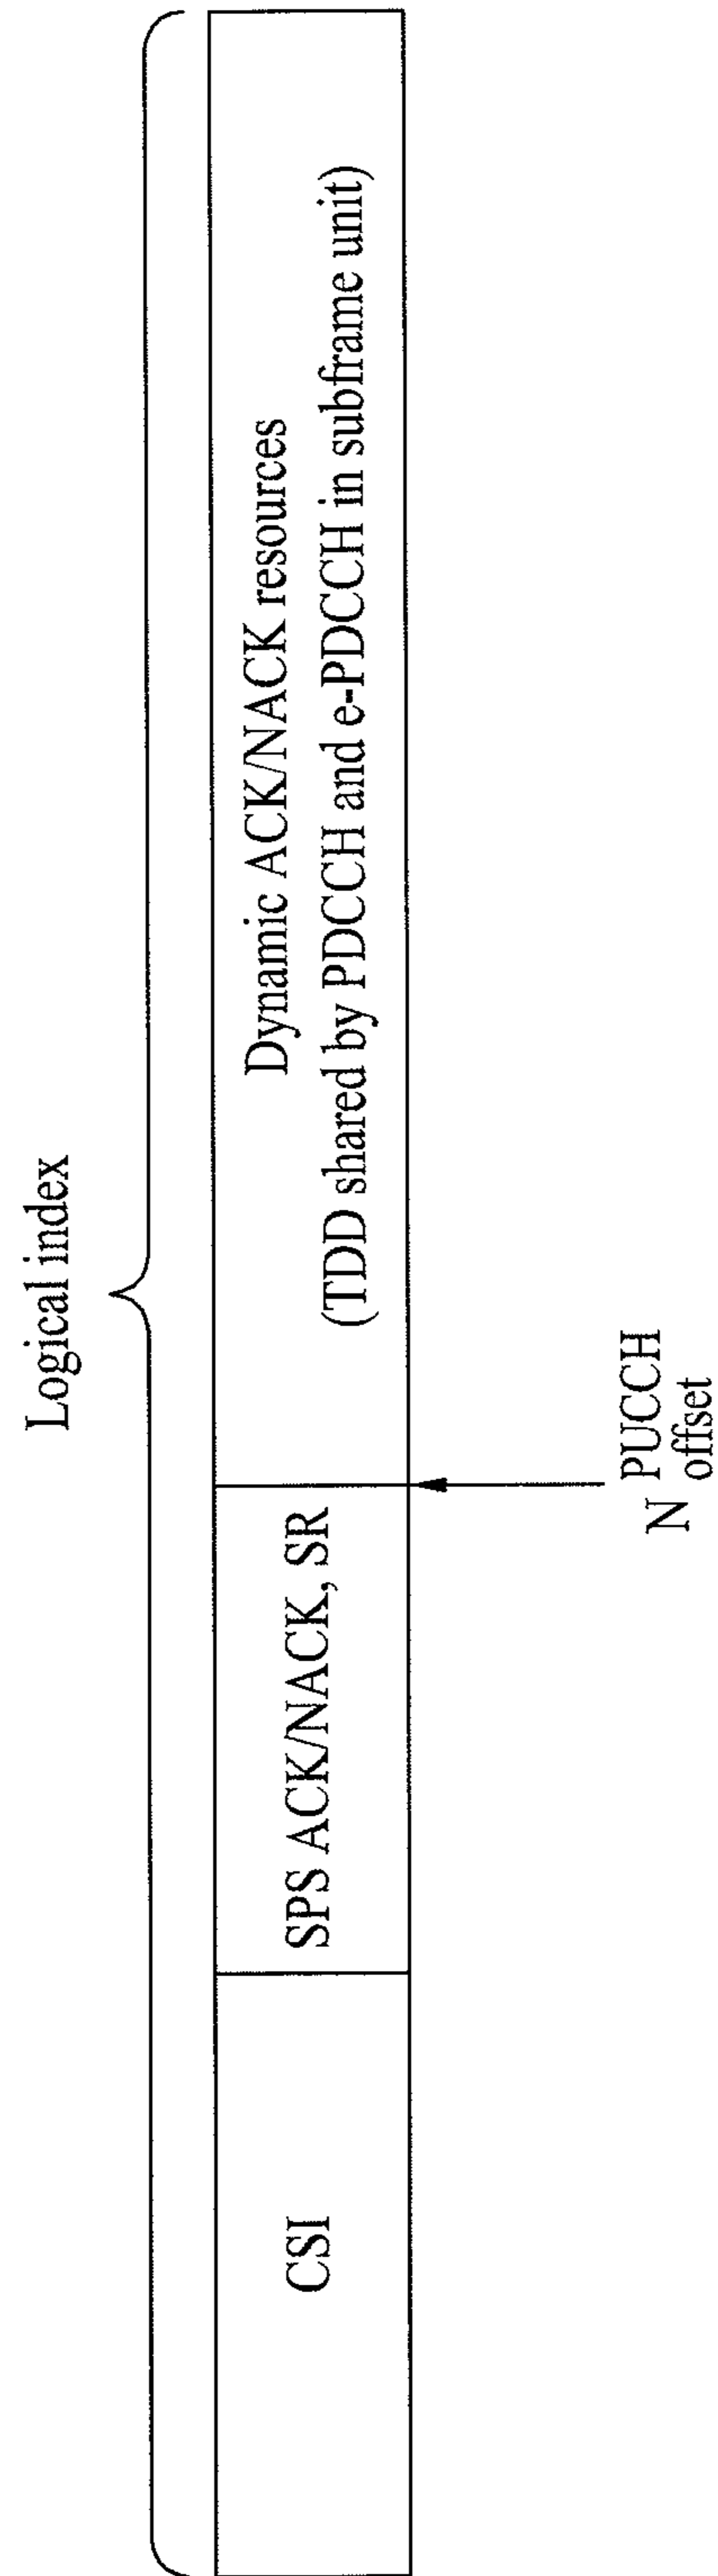 Logical index
CSI
SPS ACK/NACK, SR
Dynamic ACK/NACK resources
(TDD shared by PDCCH and e-PDCCH in subframe unit)
N PUCCH
offset